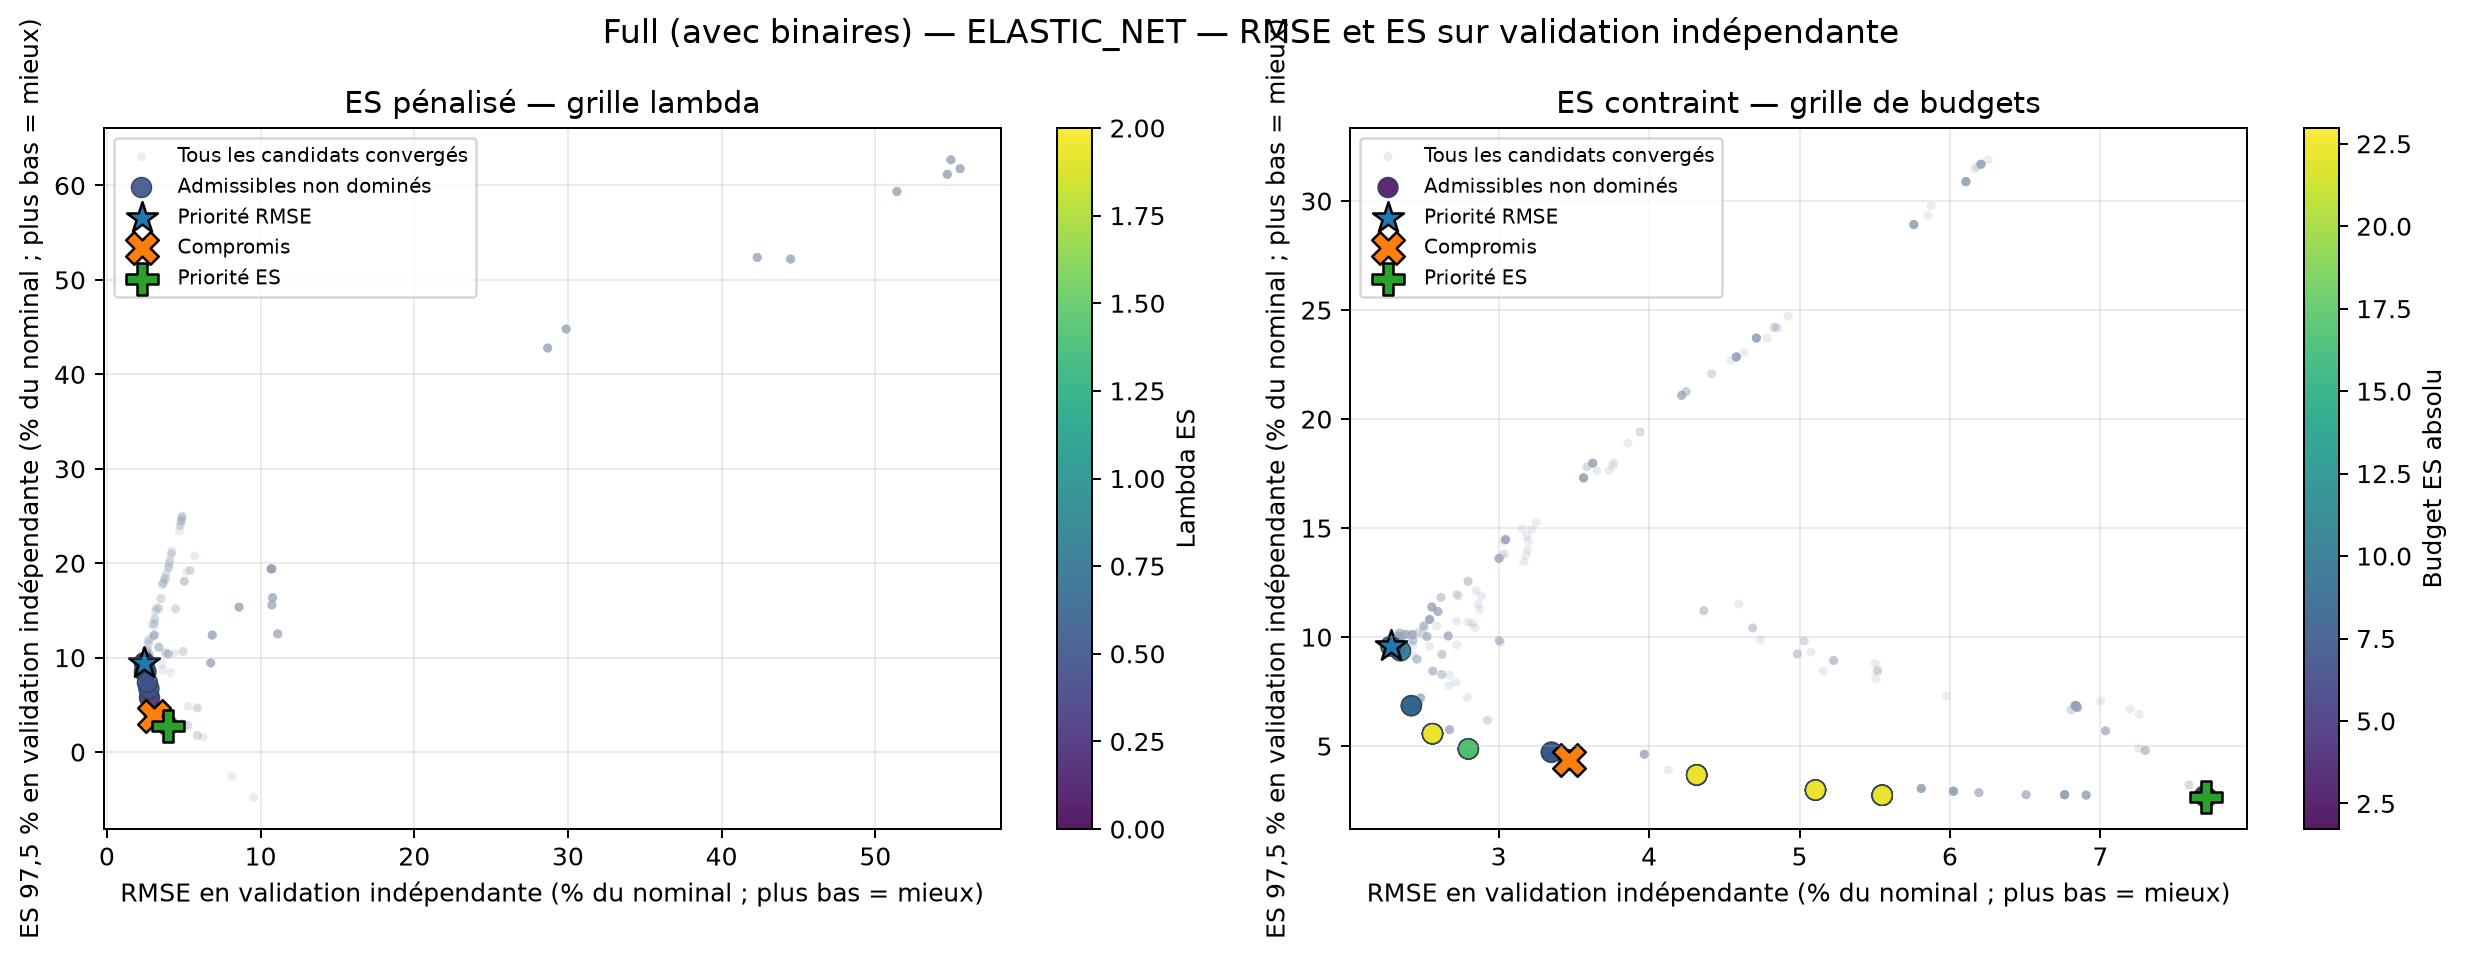 Full (avec binaires) — ELASTIC_NET — RMSE et ES sur validation indépendante
ES pénalisé — grille lambda
Tous les candidats convergés
Admissibles non dominés
Priorité RMSE
Compromis
Priorité ES
60
50
40
30
20
10
0
0
10
20
30
40
50
RMSE en validation indépendante (% du nominal ; plus bas = mieux)
ES 97,5 % en validation indépendante (% du nominal ; plus bas = mieux)
2.00
1.75
1.50
1.25
1.00
0.75
0.50
0.25
0.00
Lambda ES
ES contraint — grille de budgets
Tous les candidats convergés
Admissibles non dominés
Priorité RMSE
Compromis
Priorité ES
30
25
20
15
10
5
3
4
5
6
7
RMSE en validation indépendante (% du nominal ; plus bas = mieux)
ES 97,5 % en validation indépendante (% du nominal ; plus bas = mieux)
22.5
20.0
17.5
15.0
12.5
10.0
7.5
5.0
2.5
Budget ES absolu